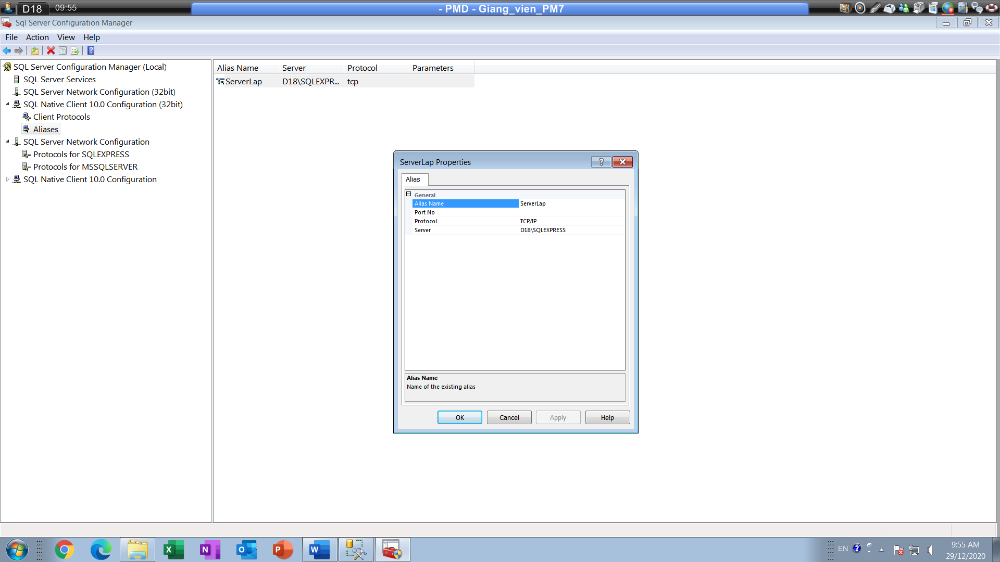 D18 09:55 - PMD - Giang_vien_PM7
Sql Server Configuration Manager
File Action View Help
SQL Server Configuration Manager (Local)
SQL Server Services
SQL Server Network Configuration (32bit)
SQL Native Client 10.0 Configuration (32bit)
Client Protocols
Aliases
SQL Server Network Configuration
Protocols for SQLEXPRESS
Protocols for MSSQLSERVER
SQL Native Client 10.0 Configuration
Alias Name Server Protocol Parameters
ServerLap D18\SQLEXPR... tcp
ServerLap Properties
Alias
General
Alias Name ServerLap
Port No
Protocol TCP/IP
Server D18\SQLEXPRESS
Alias Name
Name of the existing alias
OK Cancel Apply Help
EN
9:55 AM
29/12/2020